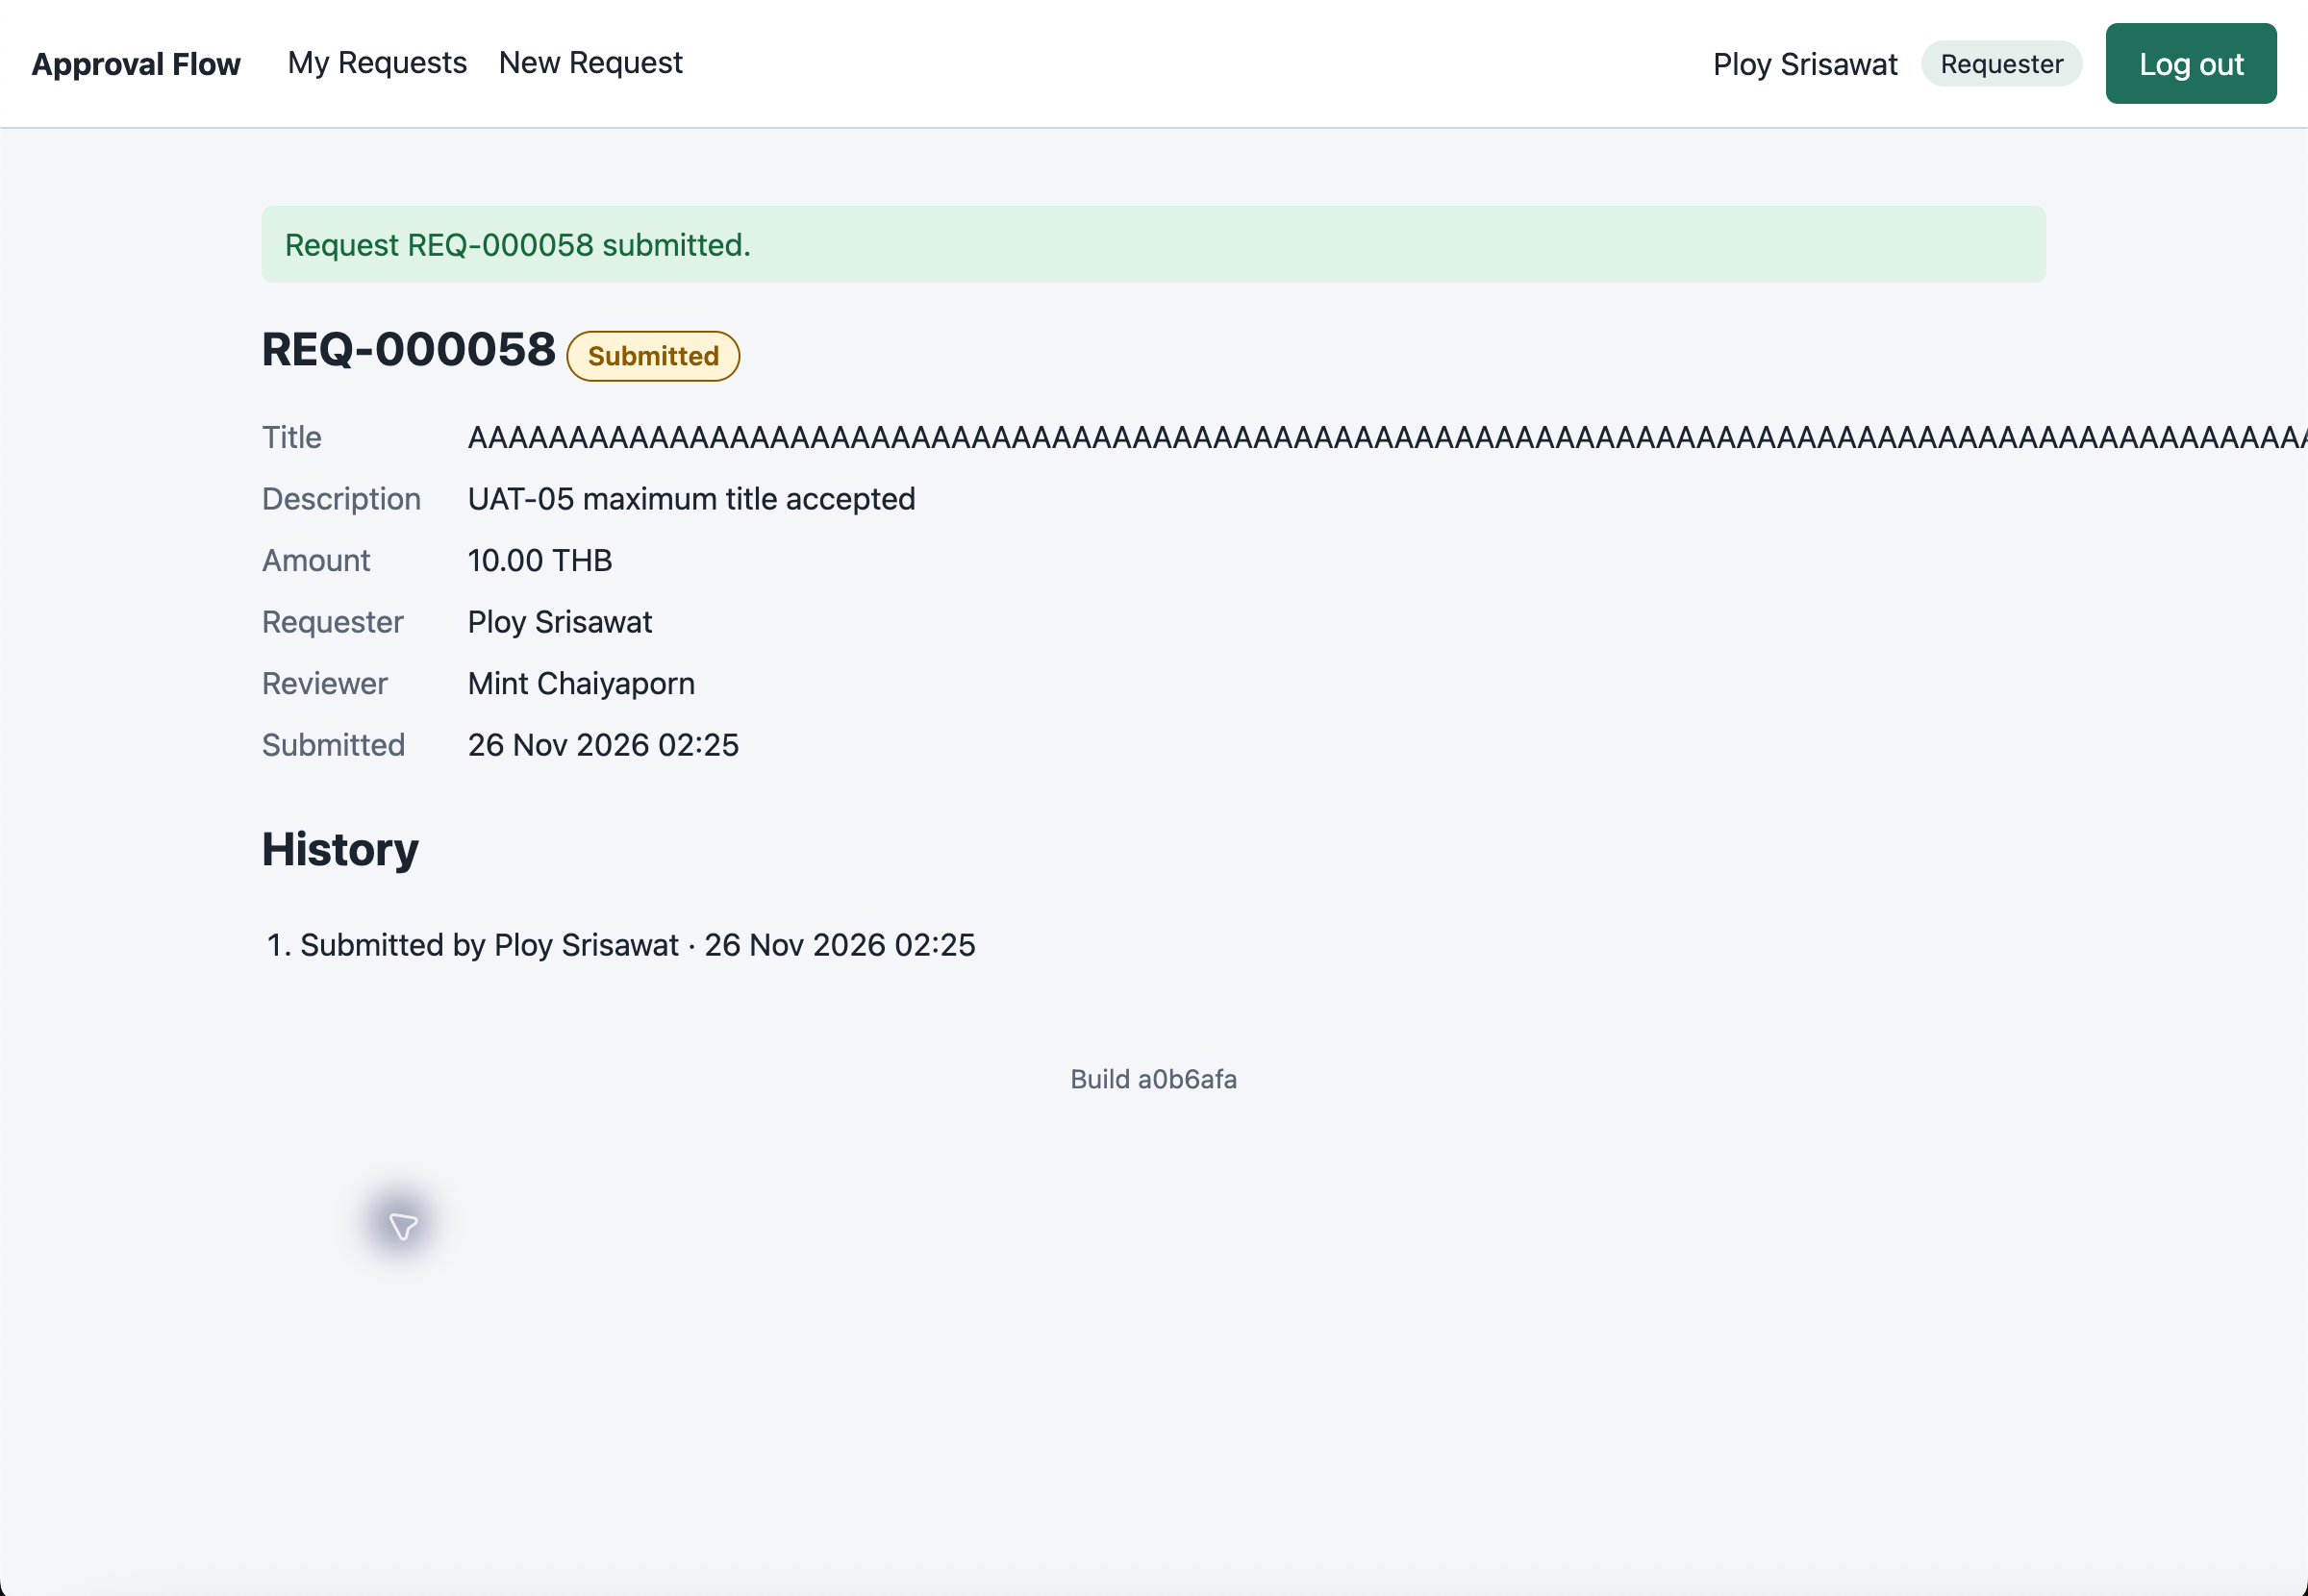 Approval Flow My Requests New Request Ploy Srisawat Requester Log out
Request REQ-000058 submitted.
REQ-000058 Submitted
Title AAAAAAAAAAAAAAAAAAAAAAAAAAAAAAAAAAAAAAAAAAAAAAAAAAAAAAAAAAAAAAAAAAAAAAAAAAAAAAAAAAAAAAAAAAAA
Description UAT-05 maximum title accepted
Amount 10.00 THB
Requester Ploy Srisawat
Reviewer Mint Chaiyaporn
Submitted 26 Nov 2026 02:25
History
1. Submitted by Ploy Srisawat · 26 Nov 2026 02:25
Build a0b6afa